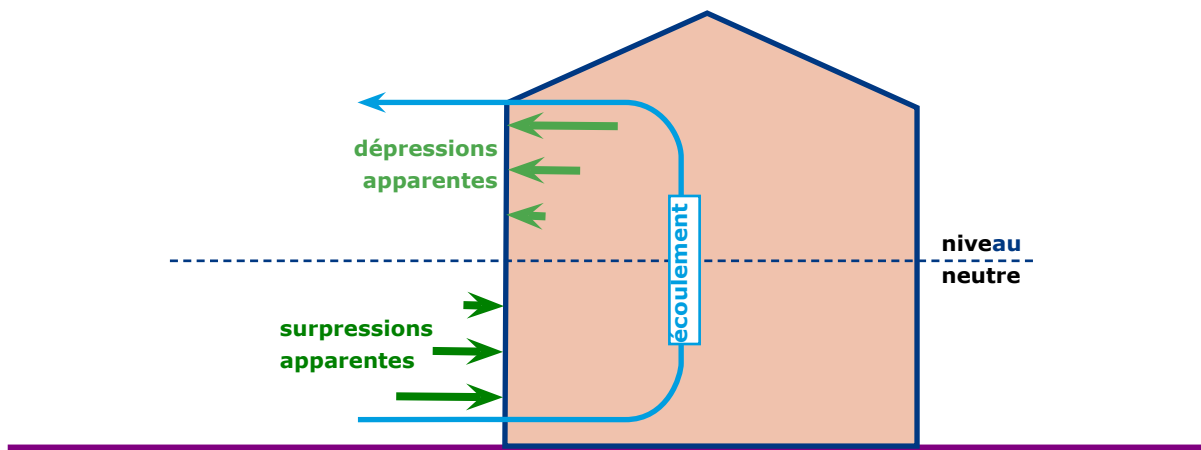 dépressions
apparentes
écoulement
niveau
neutre
surpressions
apparentes